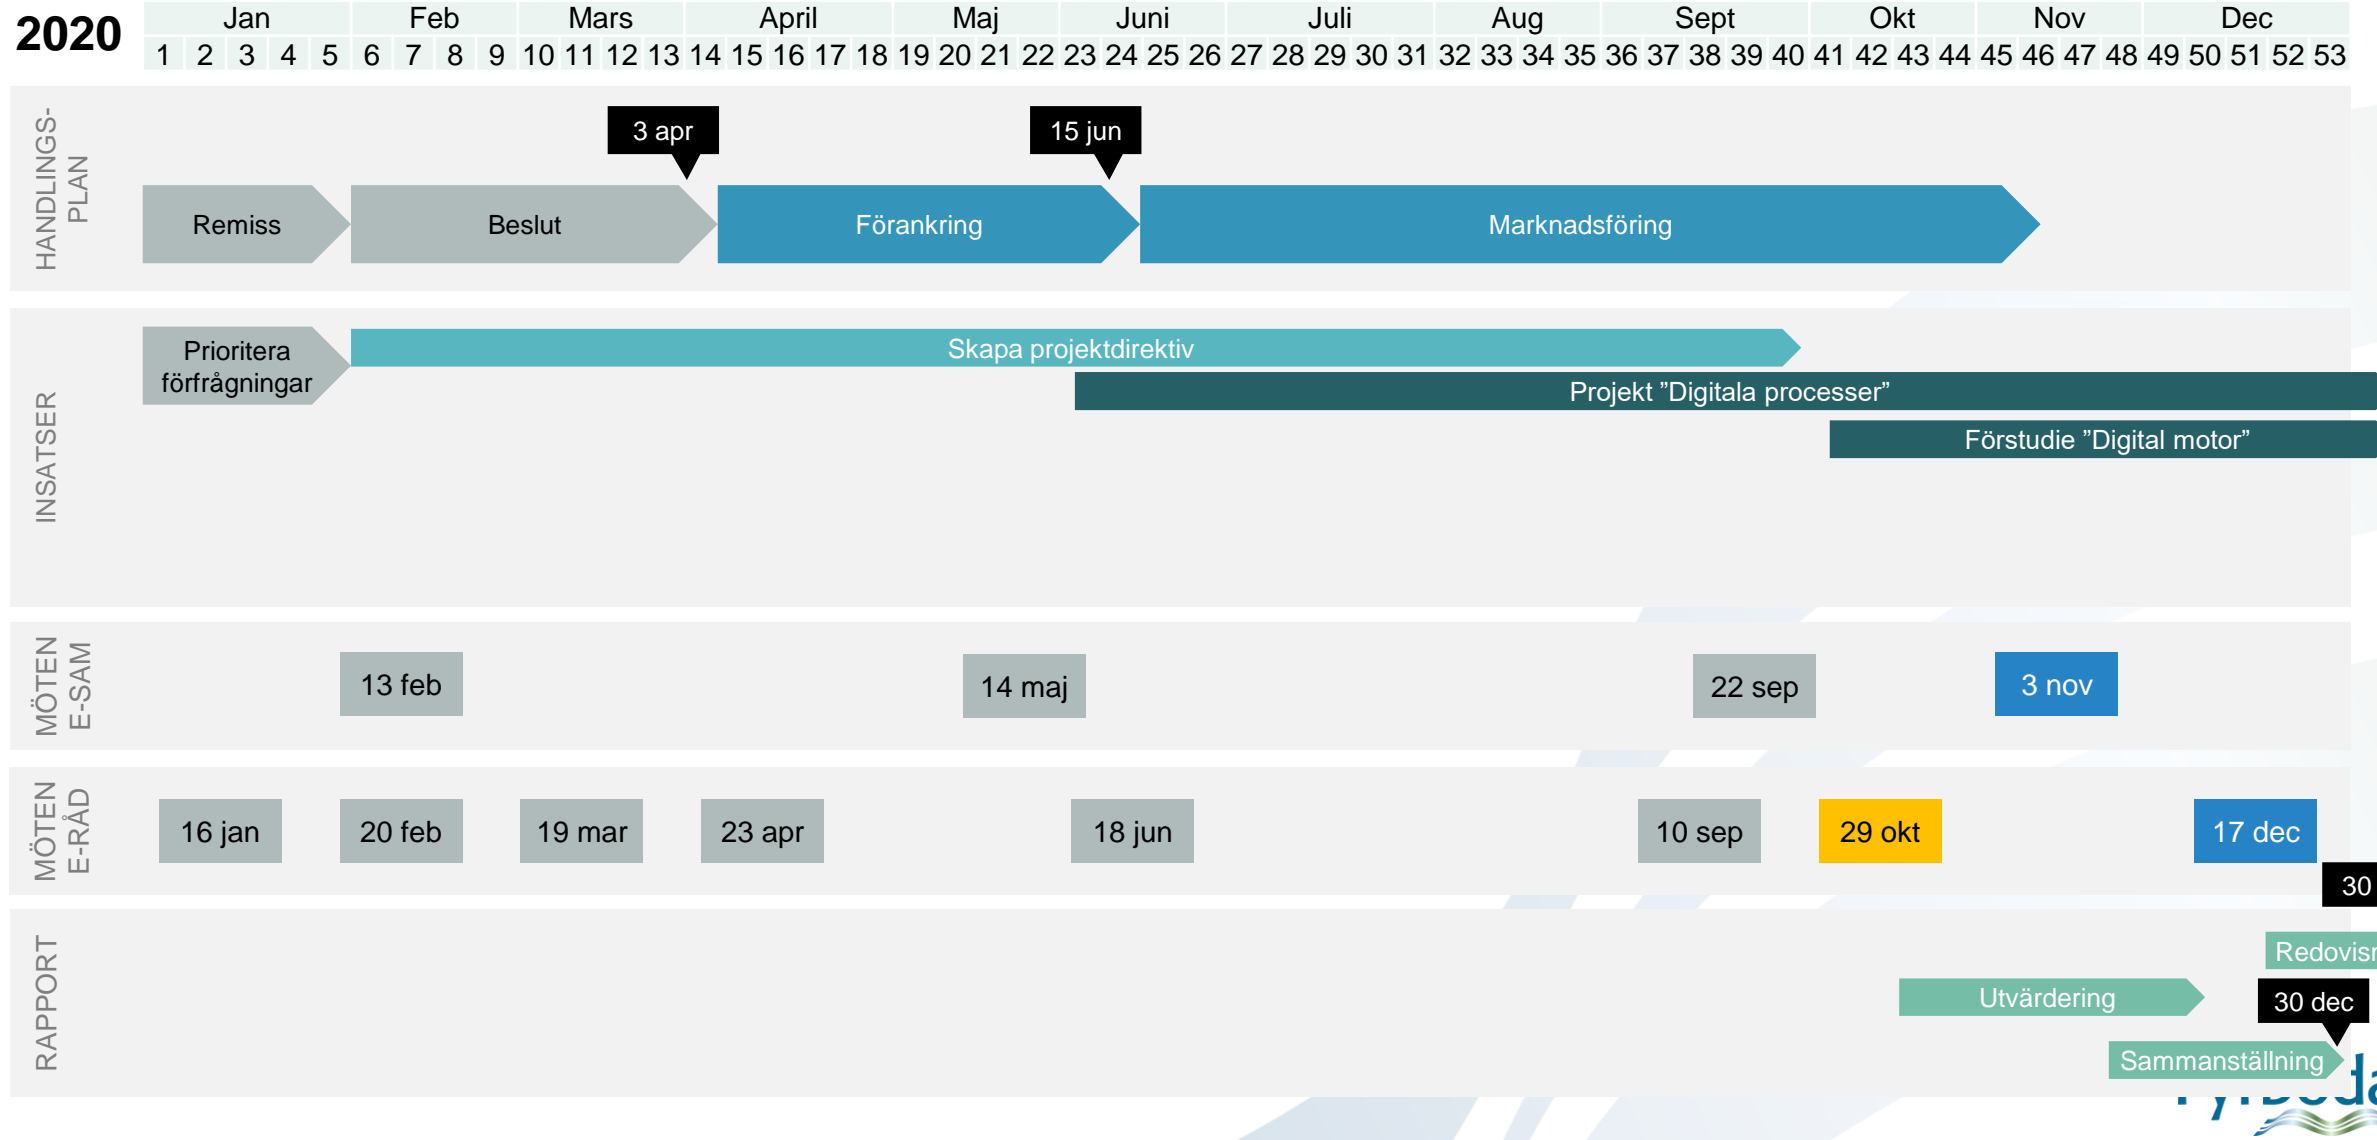 2020
Jan Feb Mars April Maj Juni Juli Aug Sept Okt Nov Dec
1 2 3 4 5 6 7 8 9 10 11 12 13 14 15 16 17 18 19 20 21 22 23 24 25 26 27 28 29 30 31 32 33 34 35 36 37 38 39 40 41 42 43 44 45 46 47 48 49 50 51 52 53
HANDLINGS-
PLAN
3 apr
15 jun
Remiss
Beslut
Förankring
Marknadsföring
INSATSER
Prioritera
förfrågningar
Skapa projektdirektiv
Projekt ”Digitala processer”
Förstudie ”Digital motor”
MÖTEN
E-SAM
13 feb
14 maj
22 sep
3 nov
MÖTEN
E-RÅD
16 jan
20 feb
19 mar
23 apr
18 jun
10 sep
29 okt
17 dec
30
RAPPORT
Utvärdering
30 dec
Sammanställning